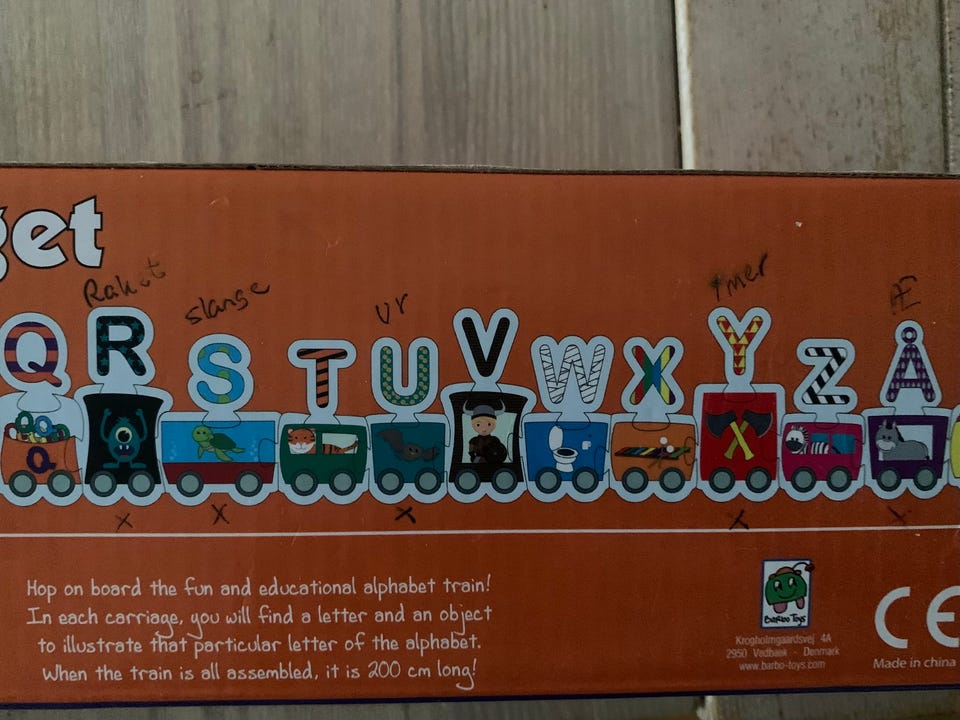 get
Raket
slange
ur
Ymer
Æ
Q R S T U V W X Y Z Å
Q Q Q
Q
Hop on board the fun and educational alphabet train!
In each carriage, you will find a letter and an object
to illustrate that particular letter of the alphabet.
When the train is all assembled, it is 200 cm long!
Barbo Toys
Krogholmgaardsvej 4A
2950 Vedbaek - Denmark
www.barbo-toys.com
CE
Made in china